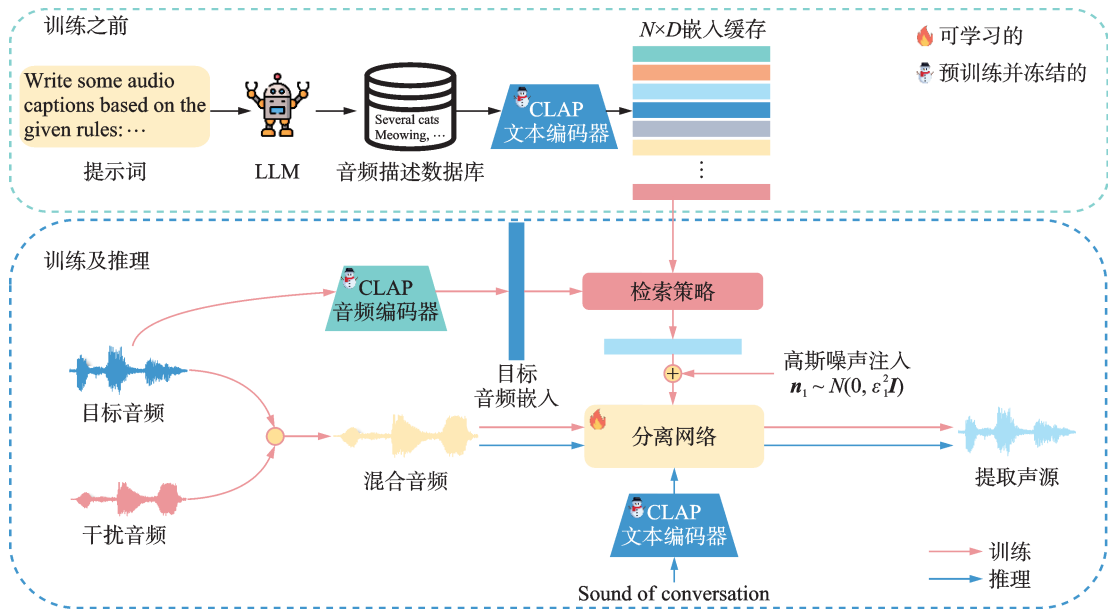 训练之前
N×D嵌入缓存
可学习的
预训练并冻结的
Write some audio
captions based on the
given rules: …
Several cats
Meowing, …
CLAP
文本编码器
提示词
LLM
音频描述数据库
⋮
训练及推理
CLAP
音频编码器
检索策略
目标
音频嵌入
高斯噪声注入
n₁ ~ N(0, ε₁²I)
+
目标音频
分离网络
混合音频
提取声源
干扰音频
CLAP
文本编码器
训练
推理
Sound of conversation